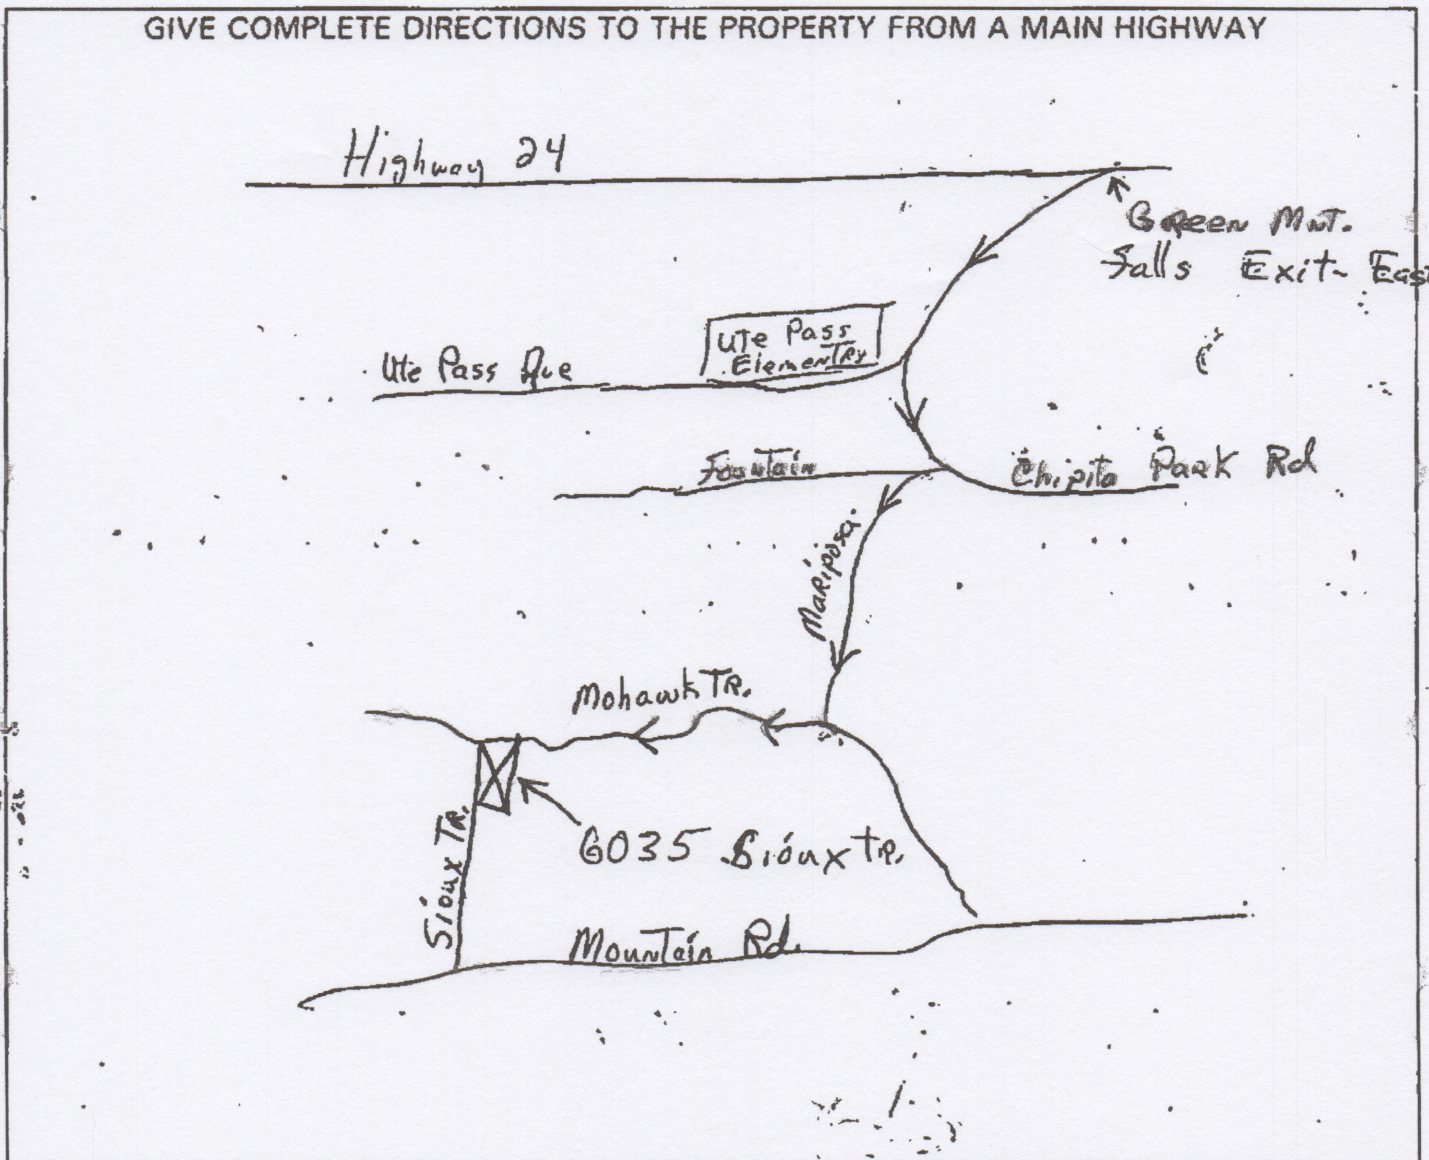 GIVE COMPLETE DIRECTIONS TO THE PROPERTY FROM A MAIN HIGHWAY
Highway 24
Green Mnt.
Falls Exit- East
Ute Pass
Elementry
Ute Pass Ave
Fountain
Chipita Park Rd
Mariposa
Mohawk Tr.
6035 Sioux tr.
Sioux Tr.
Mountain Rd.